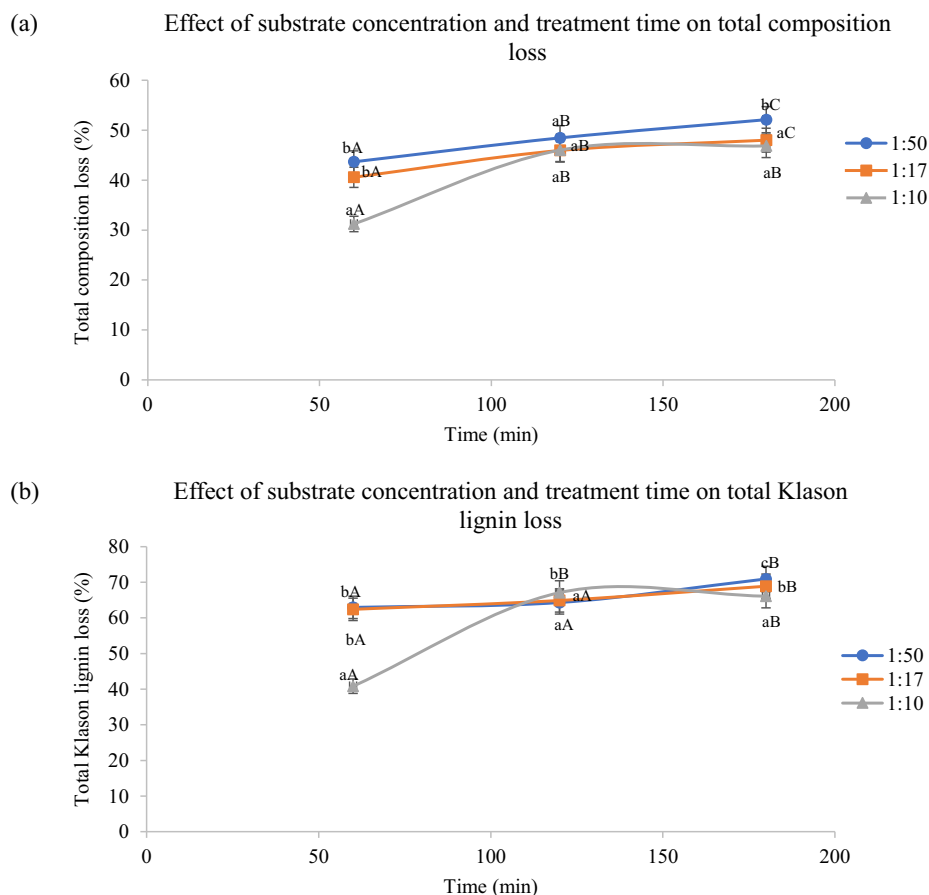 (a)
Effect of substrate concentration and treatment time on total composition
loss
Total composition loss (%)
60
50
40
30
20
10
0
0
50
100
150
200
Time (min)
bA
bA
aA
aB
aB
aB
bC
aC
aB
1:50
1:17
1:10
(b)
Effect of substrate concentration and treatment time on total Klason
lignin loss
Total Klason lignin loss (%)
80
70
60
50
40
30
20
10
0
0
50
100
150
200
Time (min)
bA
bA
aA
bB
aA
aA
cB
bB
aB
1:50
1:17
1:10